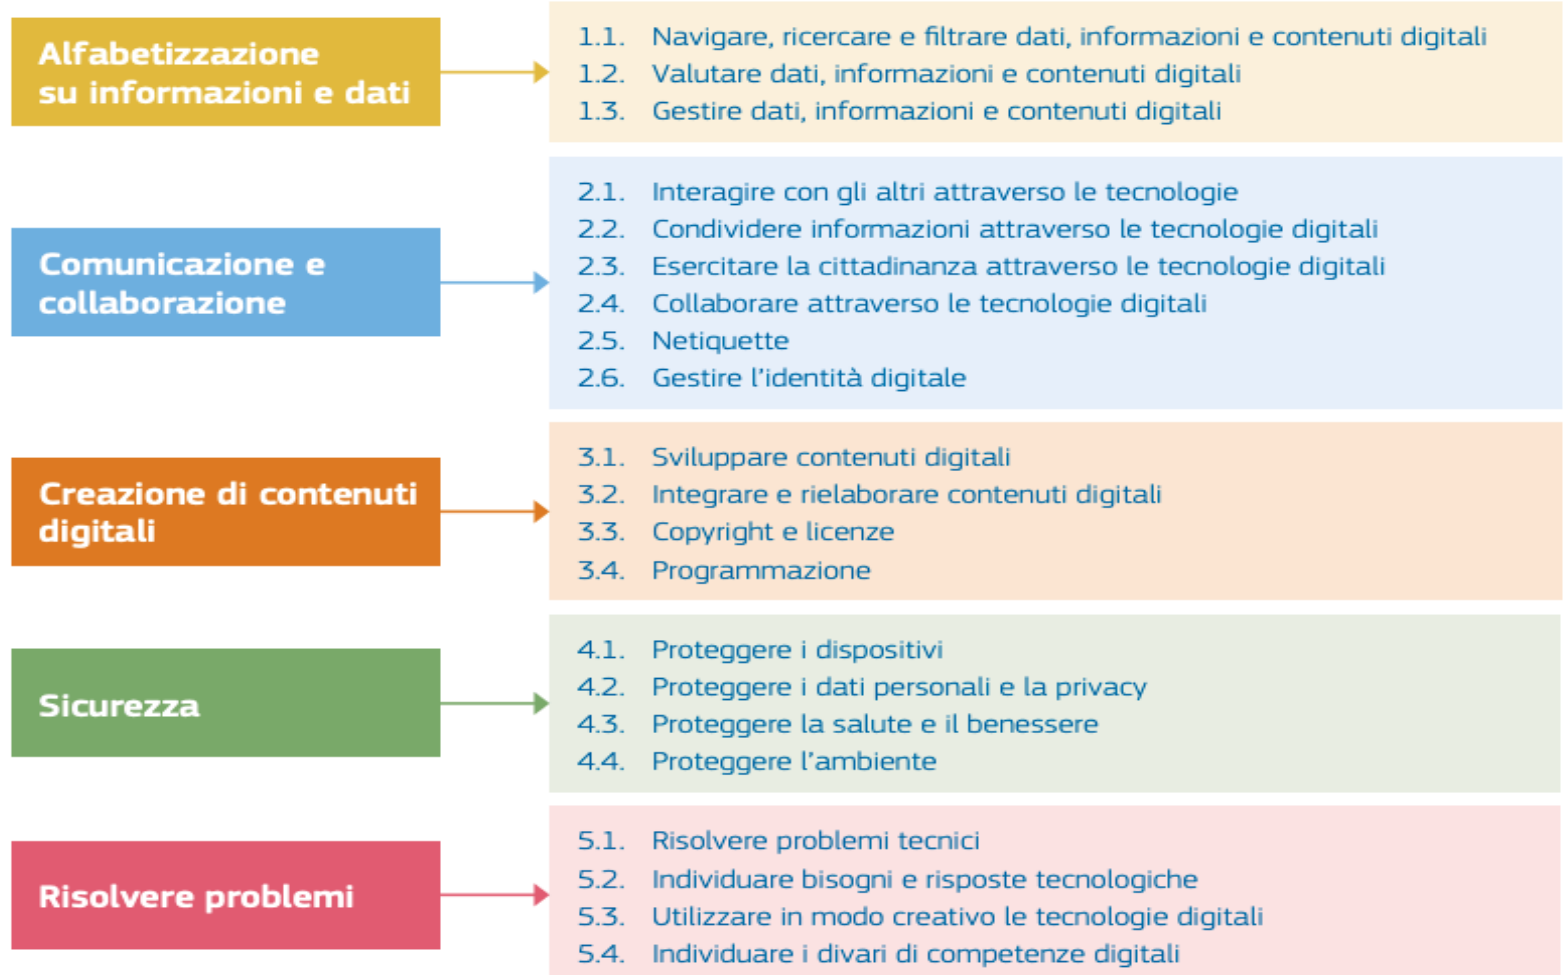 Alfabetizzazione
su informazioni e dati
1.1. Navigare, ricercare e filtrare dati, informazioni e contenuti digitali
1.2. Valutare dati, informazioni e contenuti digitali
1.3. Gestire dati, informazioni e contenuti digitali
Comunicazione e
collaborazione
2.1. Interagire con gli altri attraverso le tecnologie
2.2. Condividere informazioni attraverso le tecnologie digitali
2.3. Esercitare la cittadinanza attraverso le tecnologie digitali
2.4. Collaborare attraverso le tecnologie digitali
2.5. Netiquette
2.6. Gestire l'identità digitale
Creazione di contenuti
digitali
3.1. Sviluppare contenuti digitali
3.2. Integrare e rielaborare contenuti digitali
3.3. Copyright e licenze
3.4. Programmazione
Sicurezza
4.1. Proteggere i dispositivi
4.2. Proteggere i dati personali e la privacy
4.3. Proteggere la salute e il benessere
4.4. Proteggere l'ambiente
Risolvere problemi
5.1. Risolvere problemi tecnici
5.2. Individuare bisogni e risposte tecnologiche
5.3. Utilizzare in modo creativo le tecnologie digitali
5.4. Individuare i divari di competenze digitali